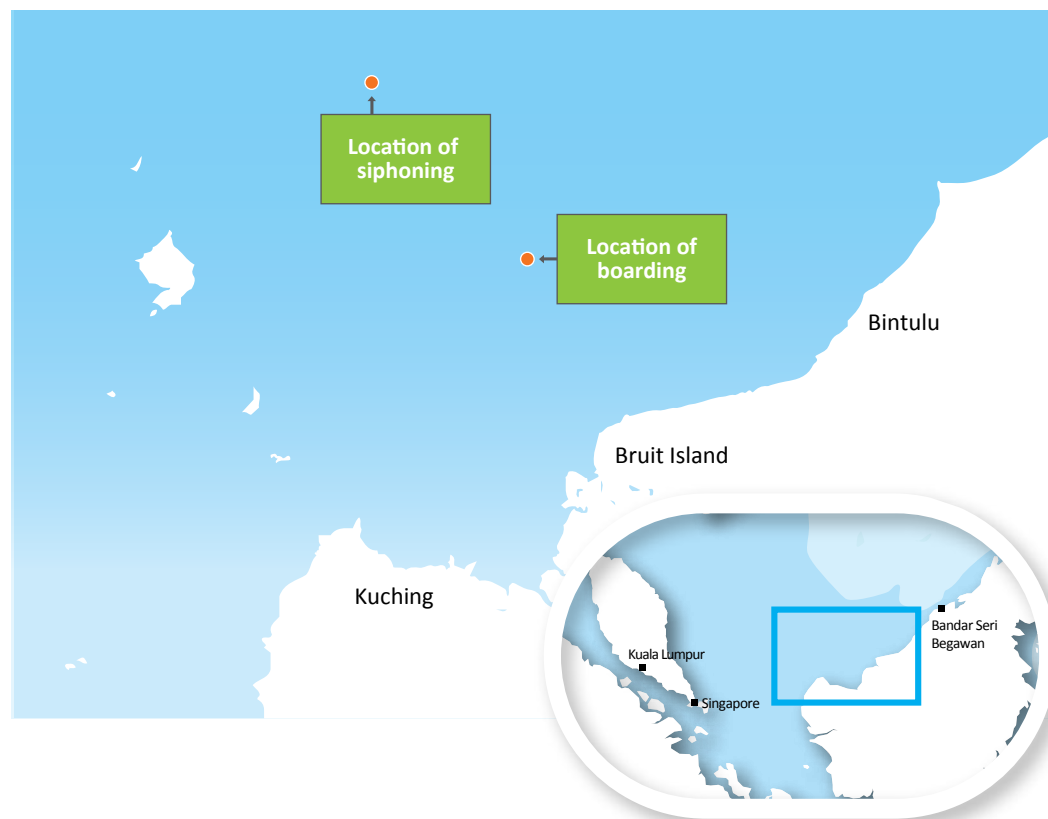 Location of
siphoning
Location of
boarding
Bintulu
Bruit Island
Kuching
Bandar Seri
Begawan
Kuala Lumpur
Singapore